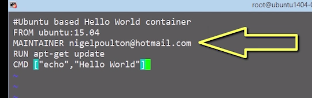 root@ubuntu1404-
#Ubuntu based Hello World container
FROM ubuntu:15.04
MAINTAINER nigelpoulton@hotmail.com
RUN apt-get update
CMD ["echo","Hello World"]
~